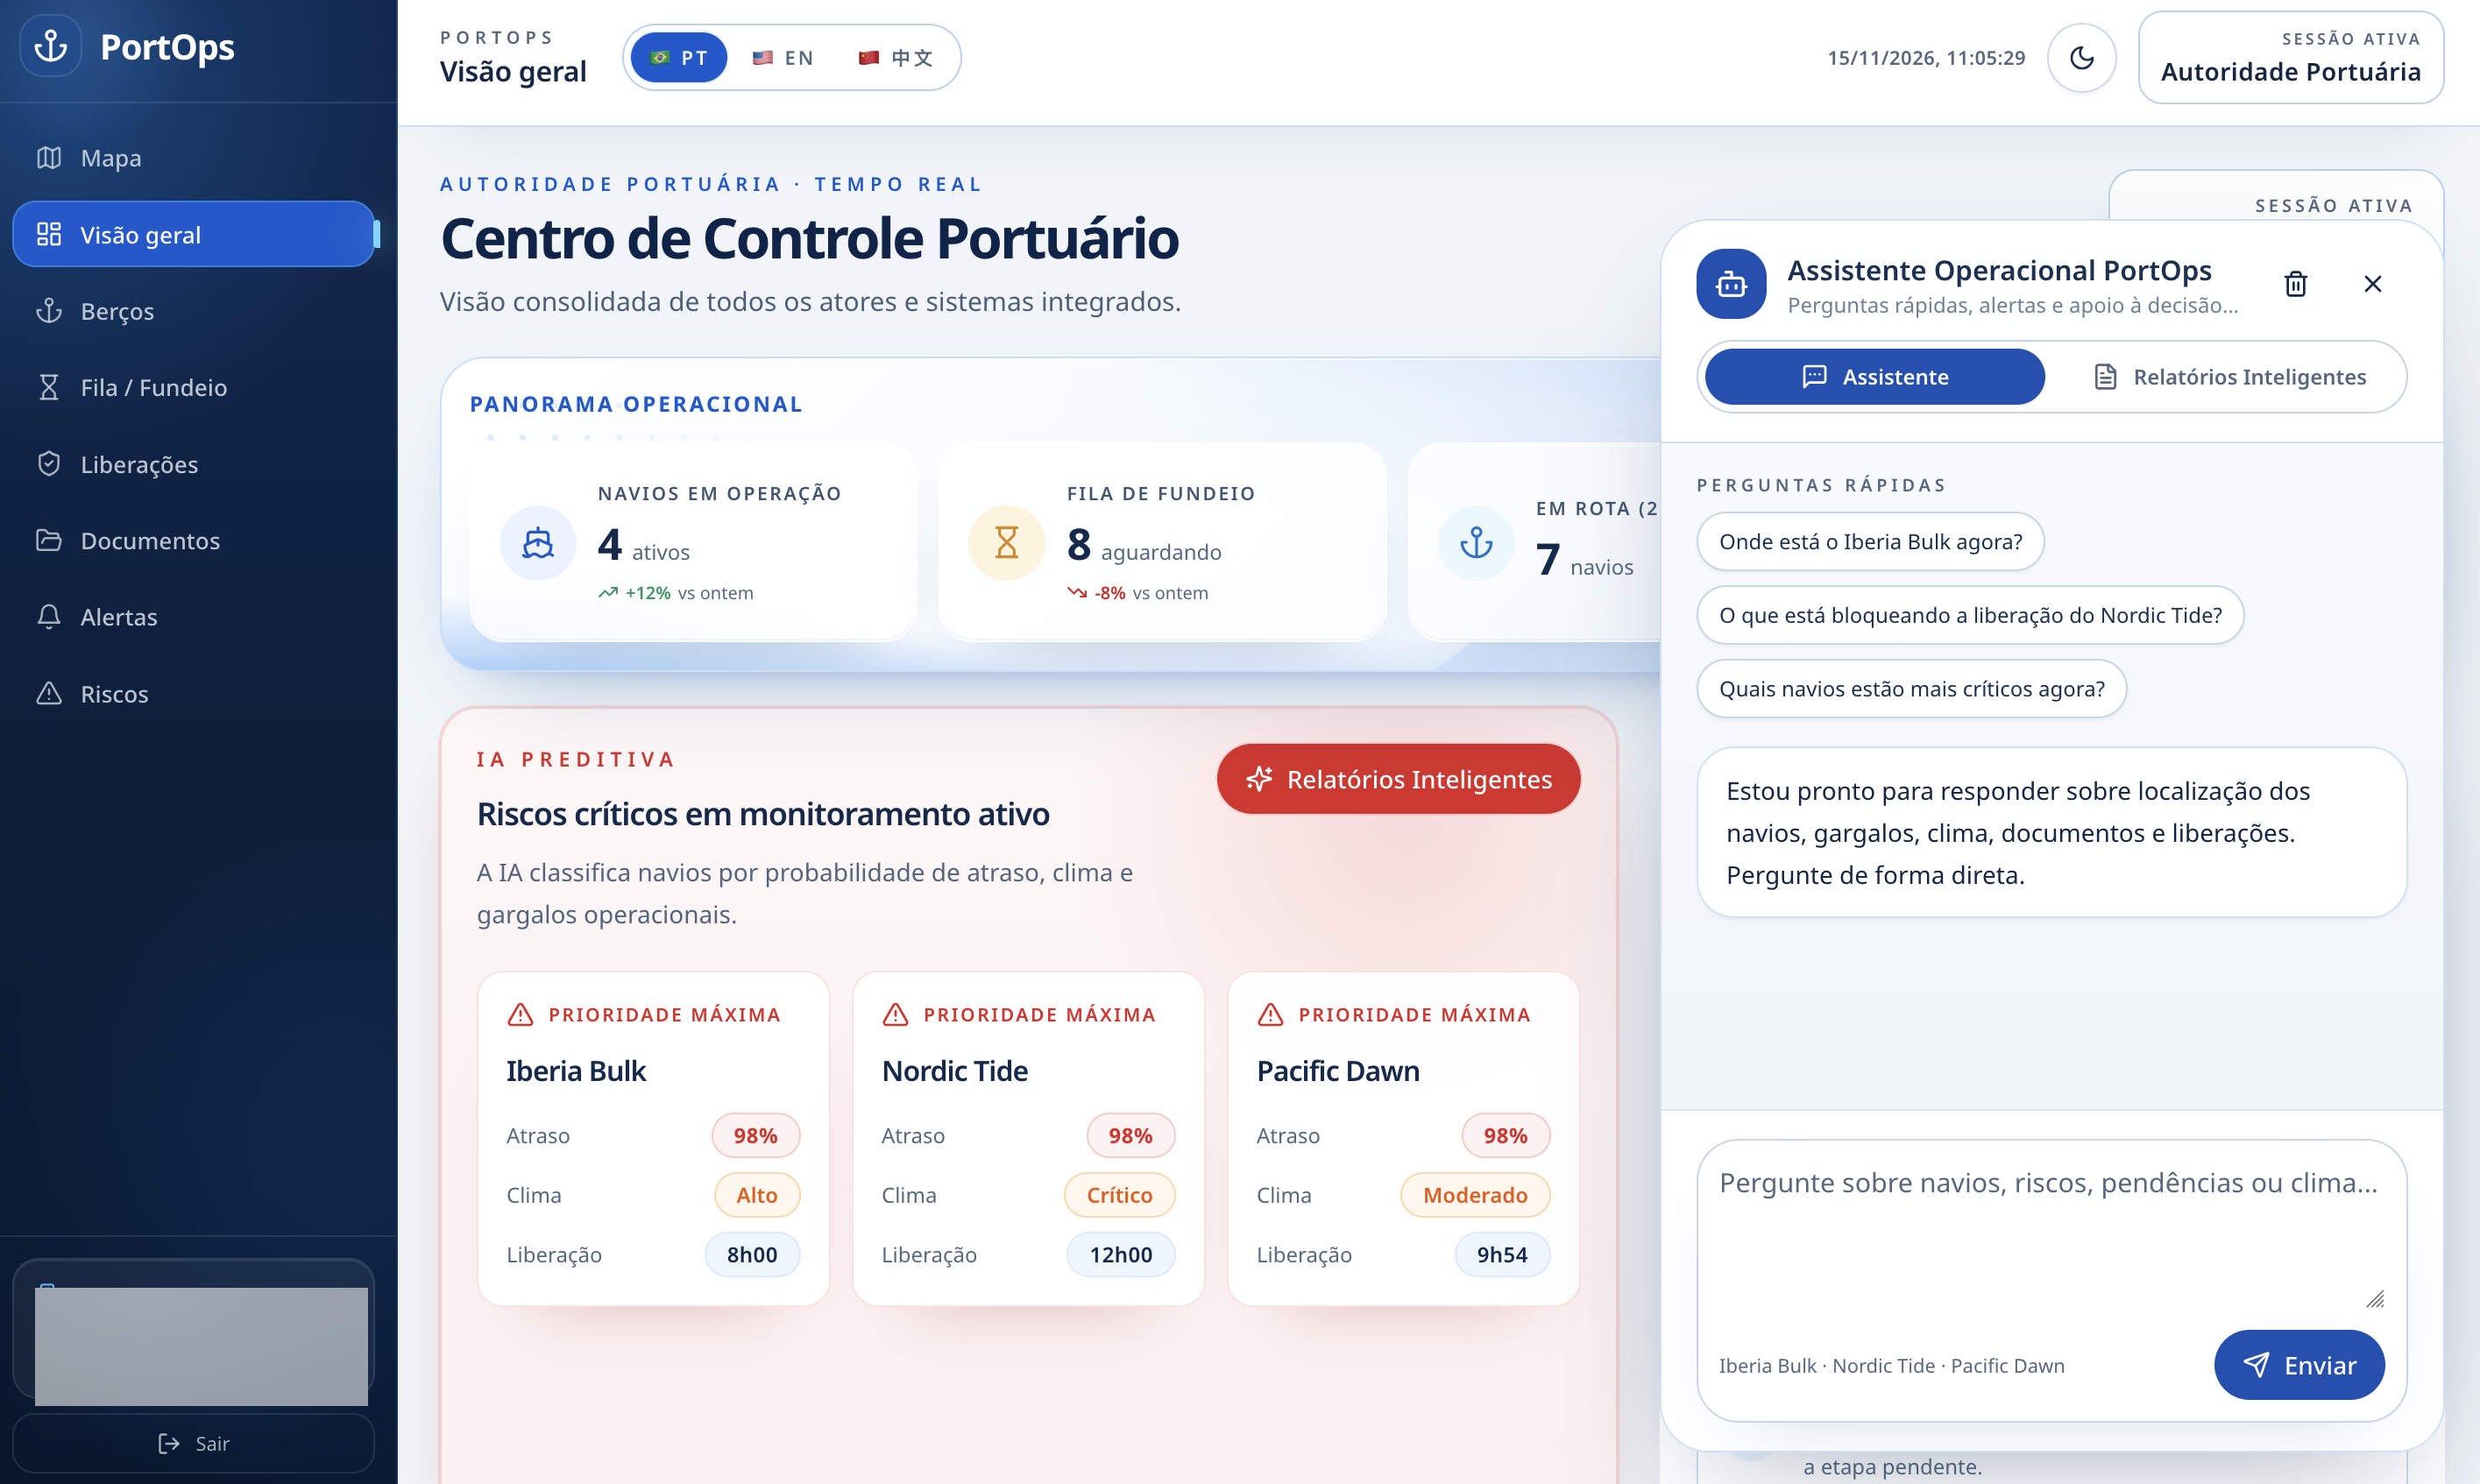 PortOps
Mapa
Visão geral
Berços
Fila / Fundeio
Liberações
Documentos
Alertas
Riscos
Sair
PORTOPS
Visão geral
PT
EN
中文
15/11/2026, 11:05:29
SESSÃO ATIVA
Autoridade Portuária
AUTORIDADE PORTUÁRIA · TEMPO REAL
Centro de Controle Portuário
Visão consolidada de todos os atores e sistemas integrados.
SESSÃO ATIVA
PANORAMA OPERACIONAL
NAVIOS EM OPERAÇÃO
4 ativos
+12% vs ontem
FILA DE FUNDEIO
8 aguardando
-8% vs ontem
EM ROTA (2
7 navios
IA PREDITIVA
Relatórios Inteligentes
Riscos críticos em monitoramento ativo
A IA classifica navios por probabilidade de atraso, clima e
gargalos operacionais.
PRIORIDADE MÁXIMA
Iberia Bulk
Atraso 98%
Clima Alto
Liberação 8h00
PRIORIDADE MÁXIMA
Nordic Tide
Atraso 98%
Clima Crítico
Liberação 12h00
PRIORIDADE MÁXIMA
Pacific Dawn
Atraso 98%
Clima Moderado
Liberação 9h54
Assistente Operacional PortOps
Perguntas rápidas, alertas e apoio à decisão...
Assistente
Relatórios Inteligentes
PERGUNTAS RÁPIDAS
Onde está o Iberia Bulk agora?
O que está bloqueando a liberação do Nordic Tide?
Quais navios estão mais críticos agora?
Estou pronto para responder sobre localização dos
navios, gargalos, clima, documentos e liberações.
Pergunte de forma direta.
Pergunte sobre navios, riscos, pendências ou clima...
Iberia Bulk · Nordic Tide · Pacific Dawn
Enviar
a etapa pendente.